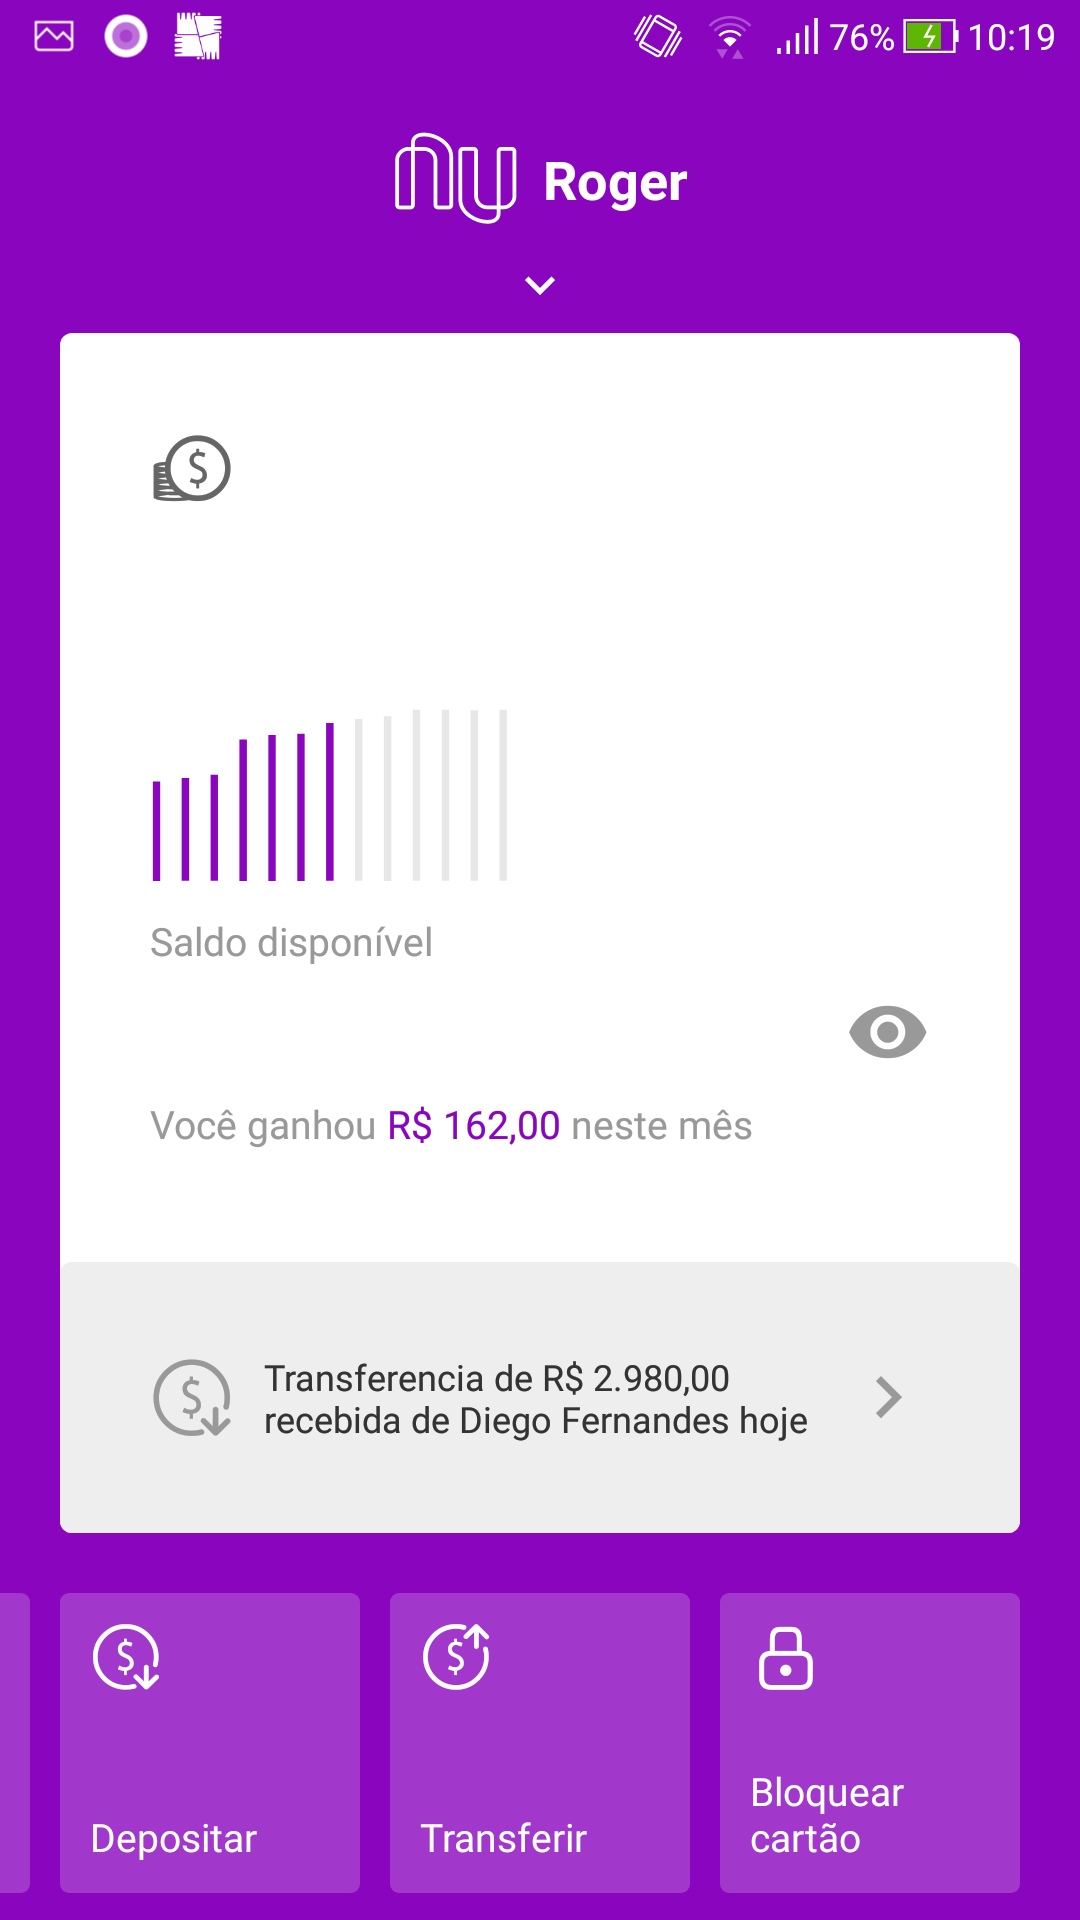 76% 10:19
nu Roger
Saldo disponível
Você ganhou R$ 162,00 neste mês
Transferencia de R$ 2.980,00
recebida de Diego Fernandes hoje
Depositar
Transferir
Bloquear
cartão